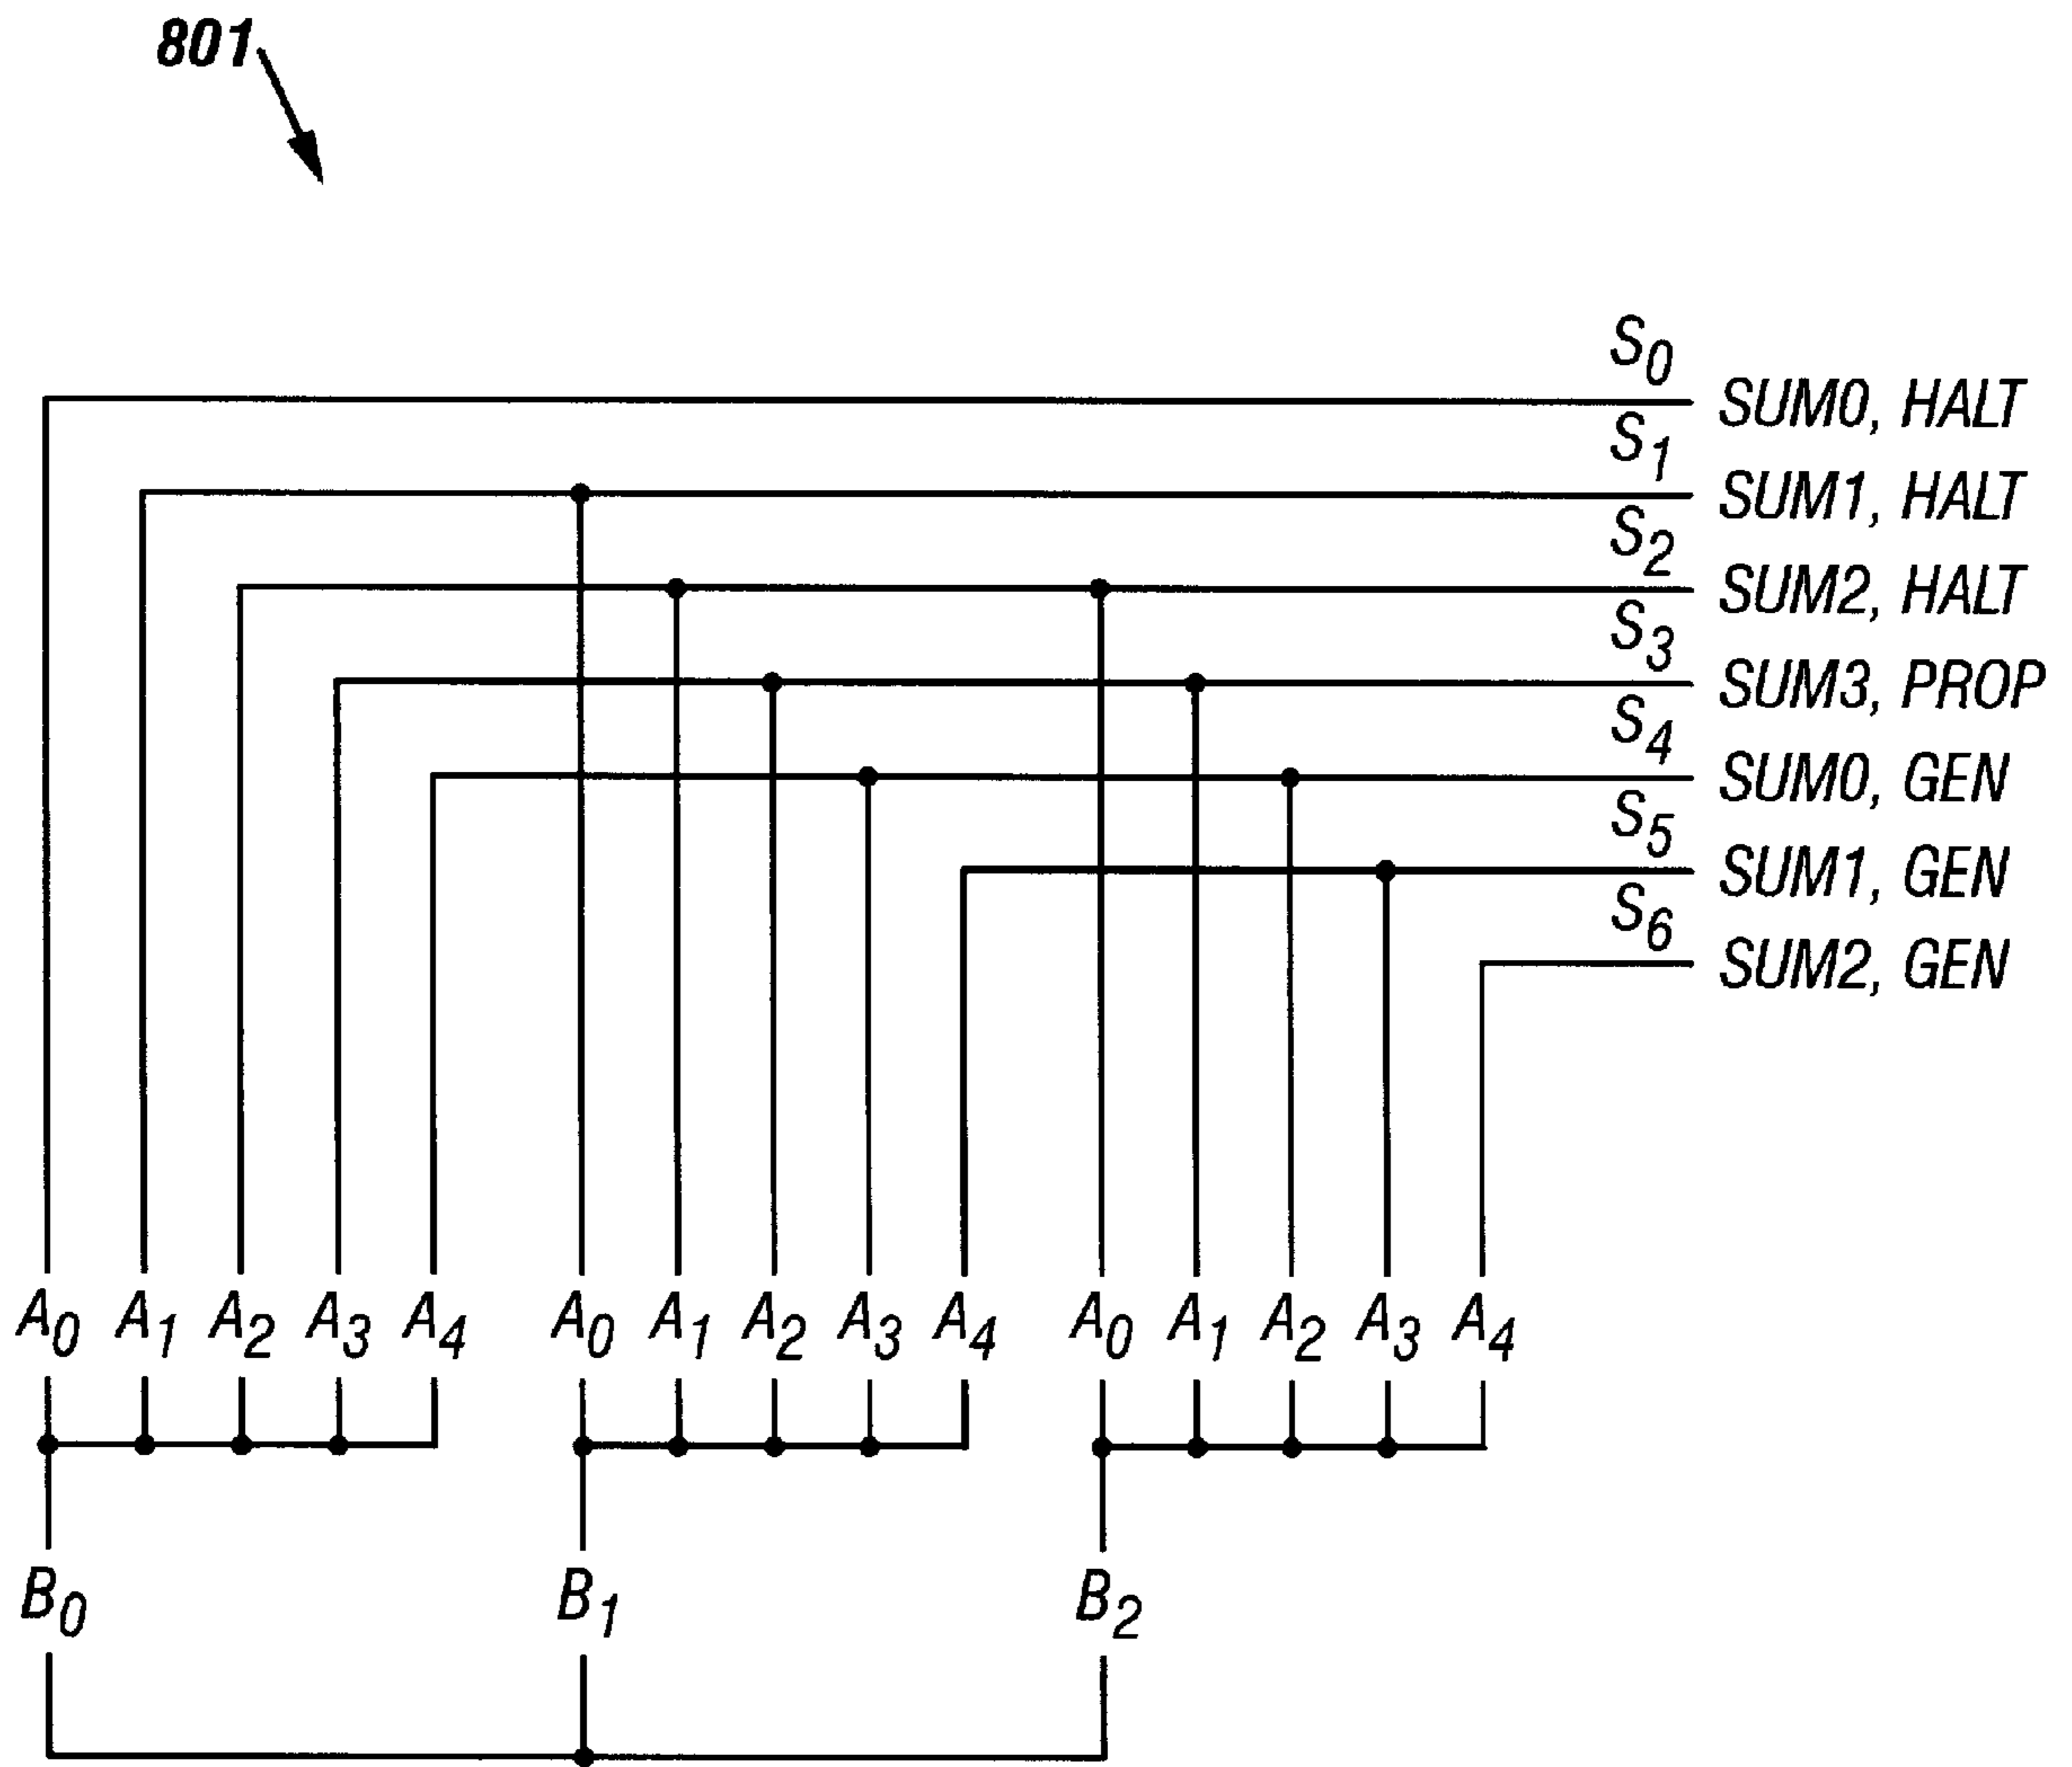 801
S0
SUM0, HALT
S1
SUM1, HALT
S2
SUM2, HALT
S3
SUM3, PROP
S4
SUM0, GEN
S5
SUM1, GEN
S6
SUM2, GEN
A0 A1 A2 A3 A4 A0 A1 A2 A3 A4 A0 A1 A2 A3 A4
B0 B1 B2